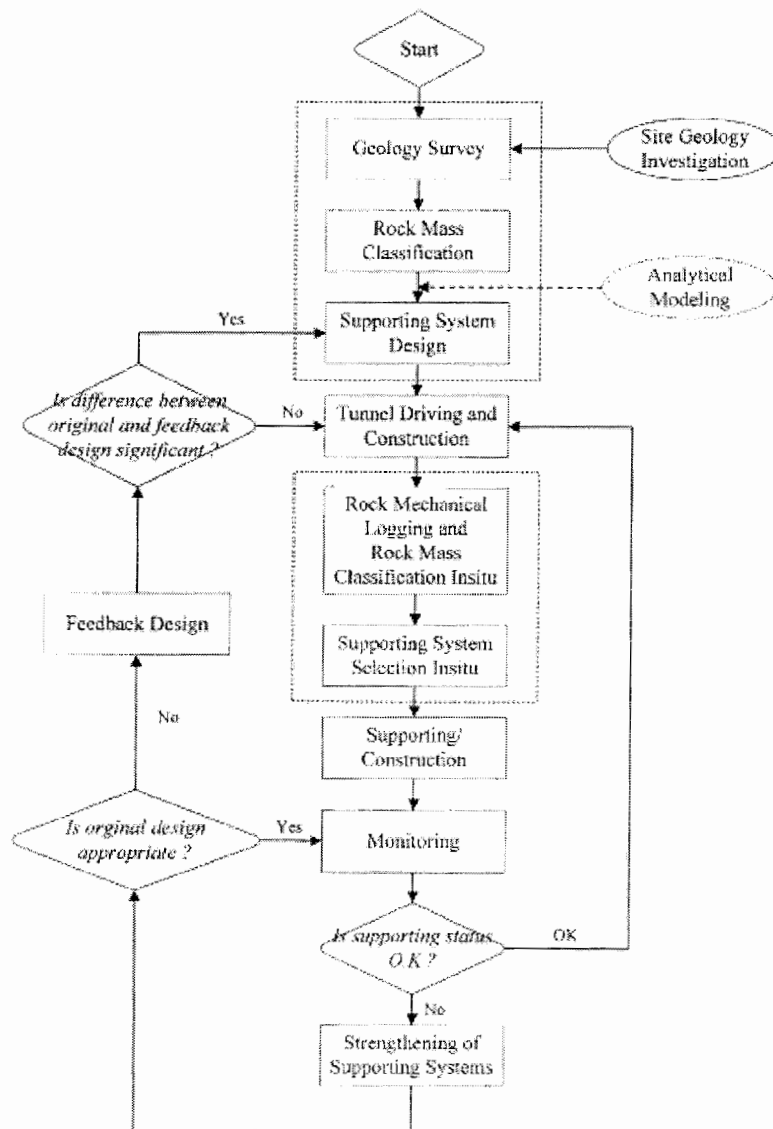 Start
Geology Survey
Site Geology
Investigation
Rock Mass
Classification
Analytical
Modeling
Yes
Supporting System
Design
Is difference between
original and feedback
design significant ?
No
Tunnel Driving and
Construction
Rock Mechanical
Logging and
Rock Mass
Classification Insitu
Feedback Design
Supporting System
Selection Insitu
No
Supporting/
Construction
Is orginal design
appropriate ?
Yes
Monitoring
Is supporting status
O.K ?
OK
No
Strengthening of
Supporting Systems